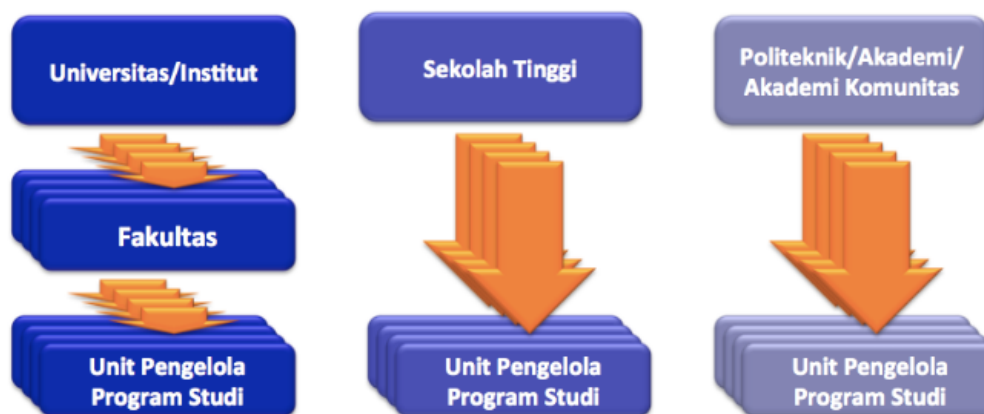 Universitas/Institut
Sekolah Tinggi
Politeknik/Akademi/
Akademi Komunitas
Fakultas
Unit Pengelola
Program Studi
Unit Pengelola
Program Studi
Unit Pengelola
Program Studi